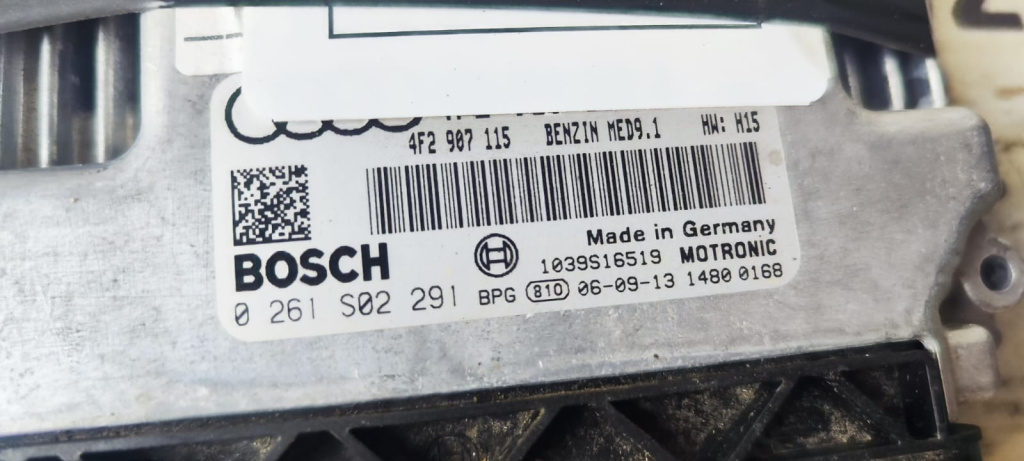 4F2 907 115 BENZIN MED9.1 HW: H15
Made in Germany
BOSCH 1039S16519 MOTRONIC
0 261 S02 291 BPG 810 06-09-13 1480 0168